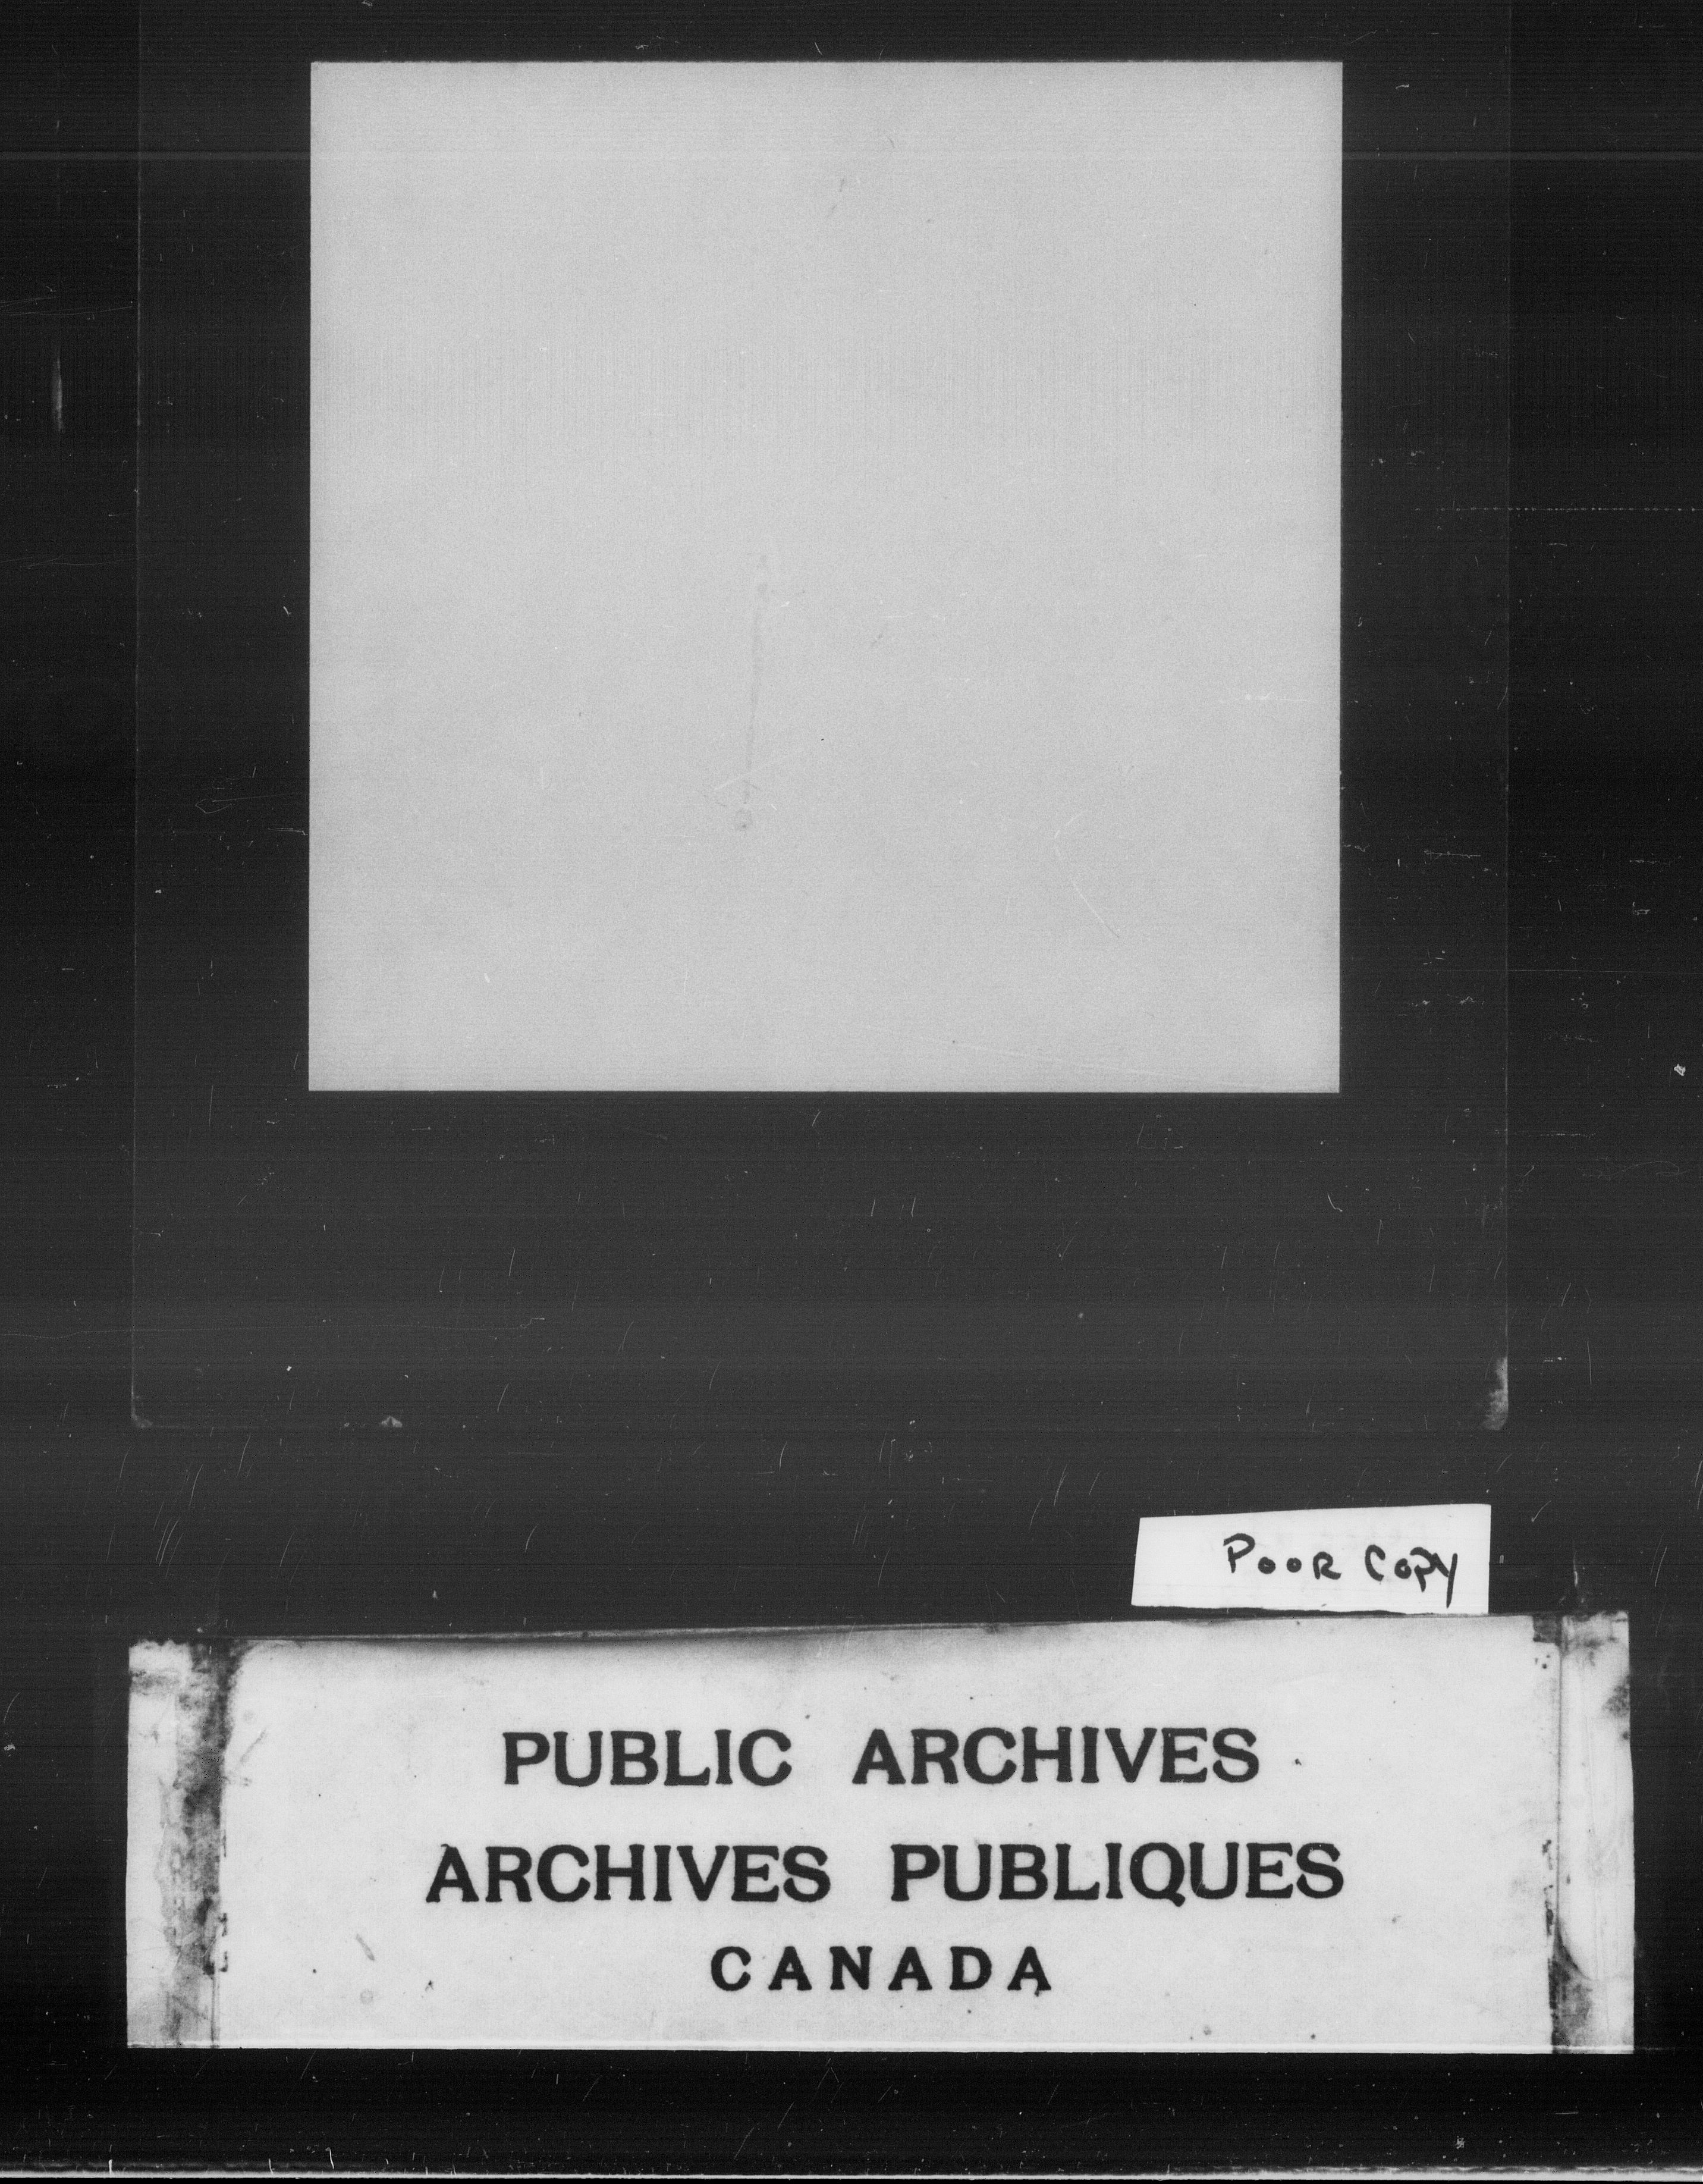 Poor Copy
PUBLIC ARCHIVES
ARCHIVES PUBLIQUES
CANADA